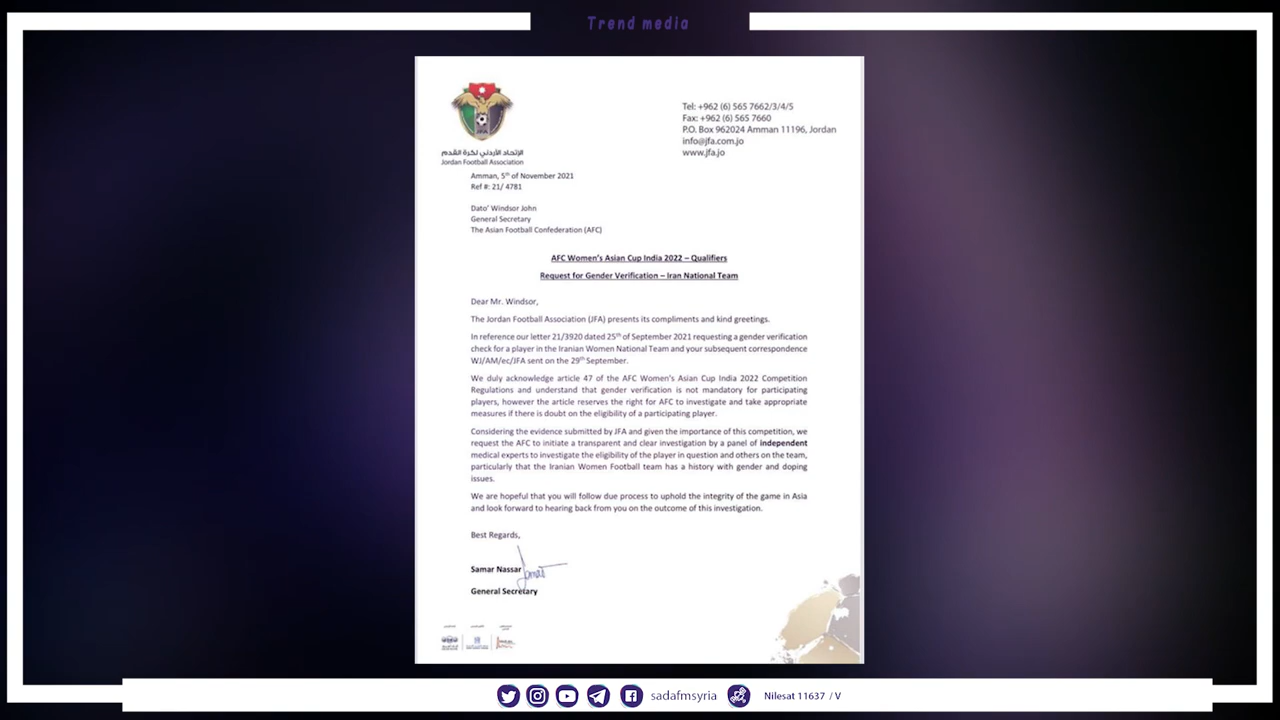 Trend media
JFA
الإتحاد الأردني لكرة القدم
Jordan Football Association
Tel: +962 (6) 565 7662/3/4/5
Fax: +962 (6) 565 7660
P.O. Box 962024 Amman 11196, Jordan
info@jfa.com.jo
www.jfa.jo
Amman, 5th of November 2021
Ref #: 21/ 4781
Dato' Windsor John
General Secretary
The Asian Football Confederation (AFC)
AFC Women's Asian Cup India 2022 – Qualifiers
Request for Gender Verification – Iran National Team
Dear Mr. Windsor,
The Jordan Football Association (JFA) presents its compliments and kind greetings.
In reference our letter 21/3920 dated 25th of September 2021 requesting a gender verification
check for a player in the Iranian Women National Team and your subsequent correspondence
WJ/AM/ec/JFA sent on the 29th September.
We duly acknowledge article 47 of the AFC Women's Asian Cup India 2022 Competition
Regulations and understand that gender verification is not mandatory for participating
players, however the article reserves the right for AFC to investigate and take appropriate
measures if there is doubt on the eligibility of a participating player.
Considering the evidence submitted by JFA and given the importance of this competition, we
request the AFC to initiate a transparent and clear investigation by a panel of independent
medical experts to investigate the eligibility of the player in question and others on the team,
particularly that the Iranian Women Football team has a history with gender and doping
issues.
We are hopeful that you will follow due process to uphold the integrity of the game in Asia
and look forward to hearing back from you on the outcome of this investigation.
Best Regards,
Samar Nassar
General Secretary
sadafmsyria
Nilesat 11637 / V